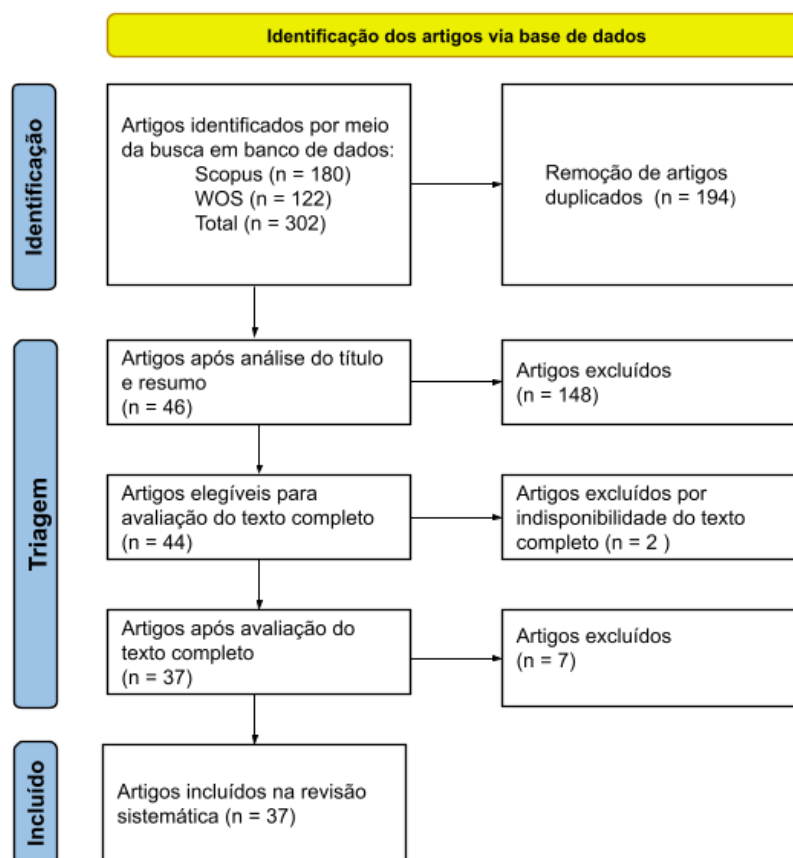 Identificação dos artigos via base de dados
Identificação
Artigos identificados por meio
da busca em banco de dados:
Scopus (n = 180)
WOS (n = 122)
Total (n = 302)
Remoção de artigos
duplicados (n = 194)
Triagem
Artigos após análise do título
e resumo
(n = 46)
Artigos excluídos
(n = 148)
Artigos elegíveis para
avaliação do texto completo
(n = 44)
Artigos excluídos por
indisponibilidade do texto
completo (n = 2 )
Artigos após avaliação do
texto completo
(n = 37)
Artigos excluídos
(n = 7)
Incluído
Artigos incluídos na revisão
sistemática (n = 37)